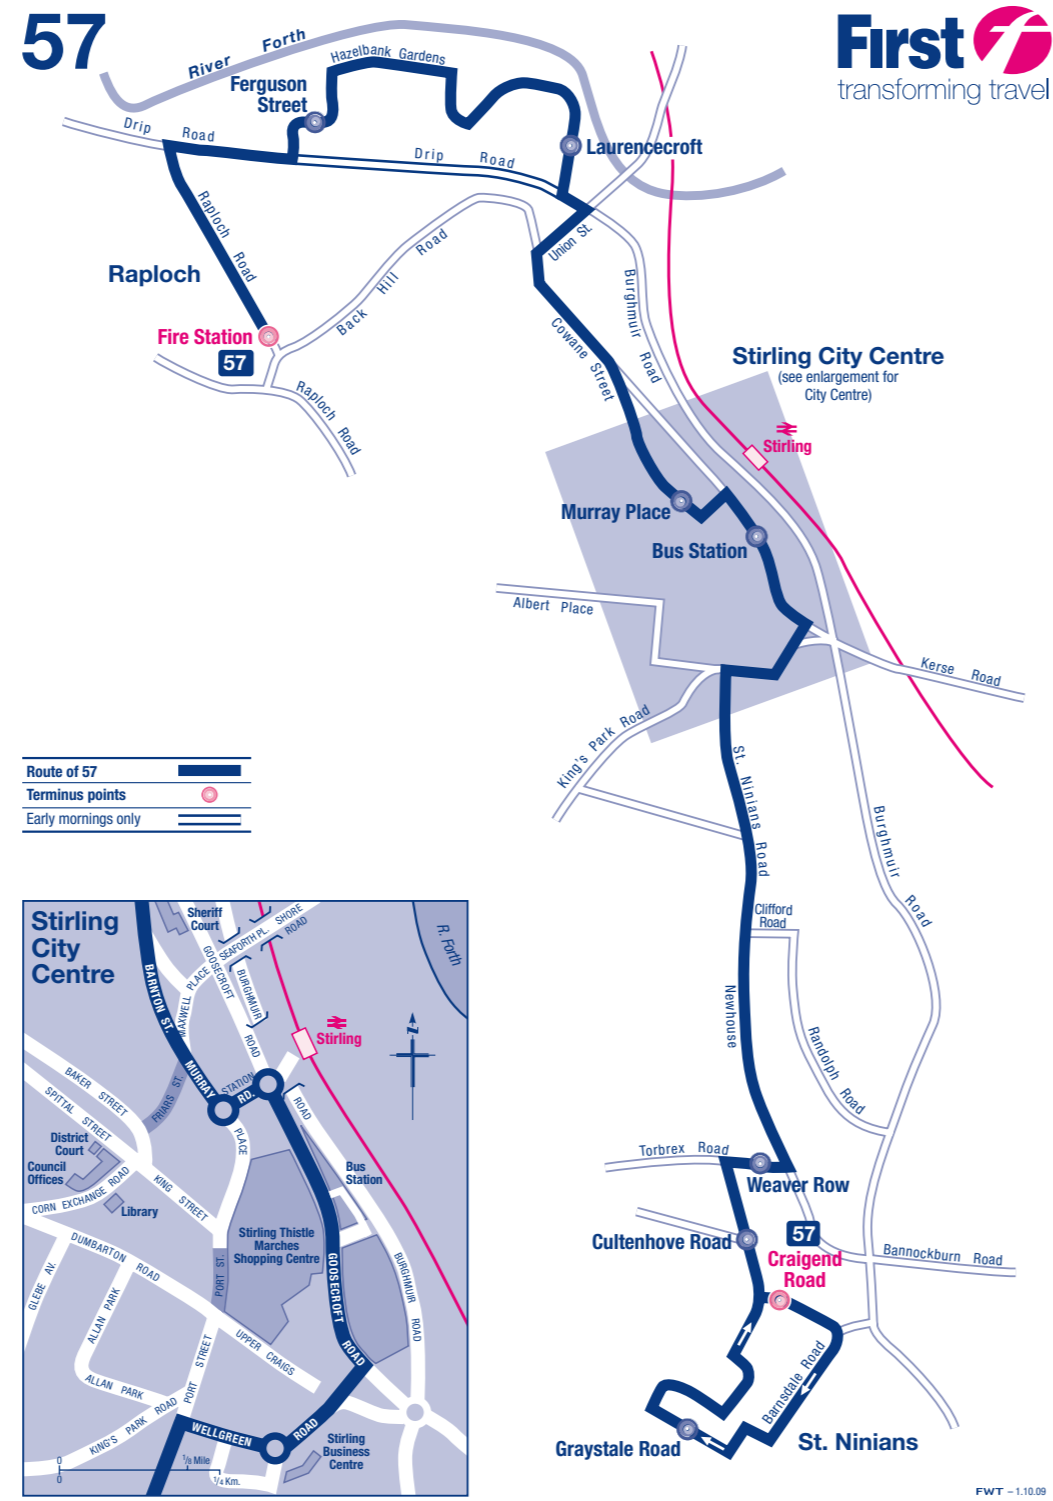 57
First
transforming travel
River Forth
Hazelbank Gardens
Ferguson
Street
Drip Road
Laurencecroft
Drip Road
Raploch Road
Union St.
Back Hill Road
Raploch
Burghmuir Road
Fire Station
57
Cowane Street
Stirling City Centre
(see enlargement for
City Centre)
Raploch Road
Stirling
Murray Place
Bus Station
Albert Place
Kerse Road
King's Park Road
St. Ninians Road
Route of 57
Terminus points
Early mornings only
Burghmuir Road
Clifford
Road
Newhouse
Randolph Road
Torbrex Road
Weaver Row
57
Cultenhove Road
Craigend
Road
Bannockburn Road
Barnsdale Road
Graystale Road
St. Ninians
Stirling
City
Centre
Sheriff
Court
SEAFORTH PL.
SHORE
ROAD
R. Forth
BARNTON ST.
MAXWELL PLACE
GOOSECROFT
BURGHMUIR
ROAD
Stirling
N
MURRAY
STATION
RD.
ROAD
BAKER STREET
SPITTAL STREET
FRIARS ST.
PLACE
District
Court
Council
Offices
CORN EXCHANGE ROAD
Library
KING STREET
Bus
Station
Stirling Thistle
Marches
Shopping Centre
DUMBARTON ROAD
PORT ST.
GOOSECROFT
BURGHMUIR ROAD
GLEBE AV.
ALLAN PARK
UPPER CRAIGS
ROAD
ALLAN PARK
PORT STREET
KING'S PARK ROAD
WELLGREEN
ROAD
Stirling
Business
Centre
0
1/8 Mile
0
1/4 Km.
FWT – 1.10.09